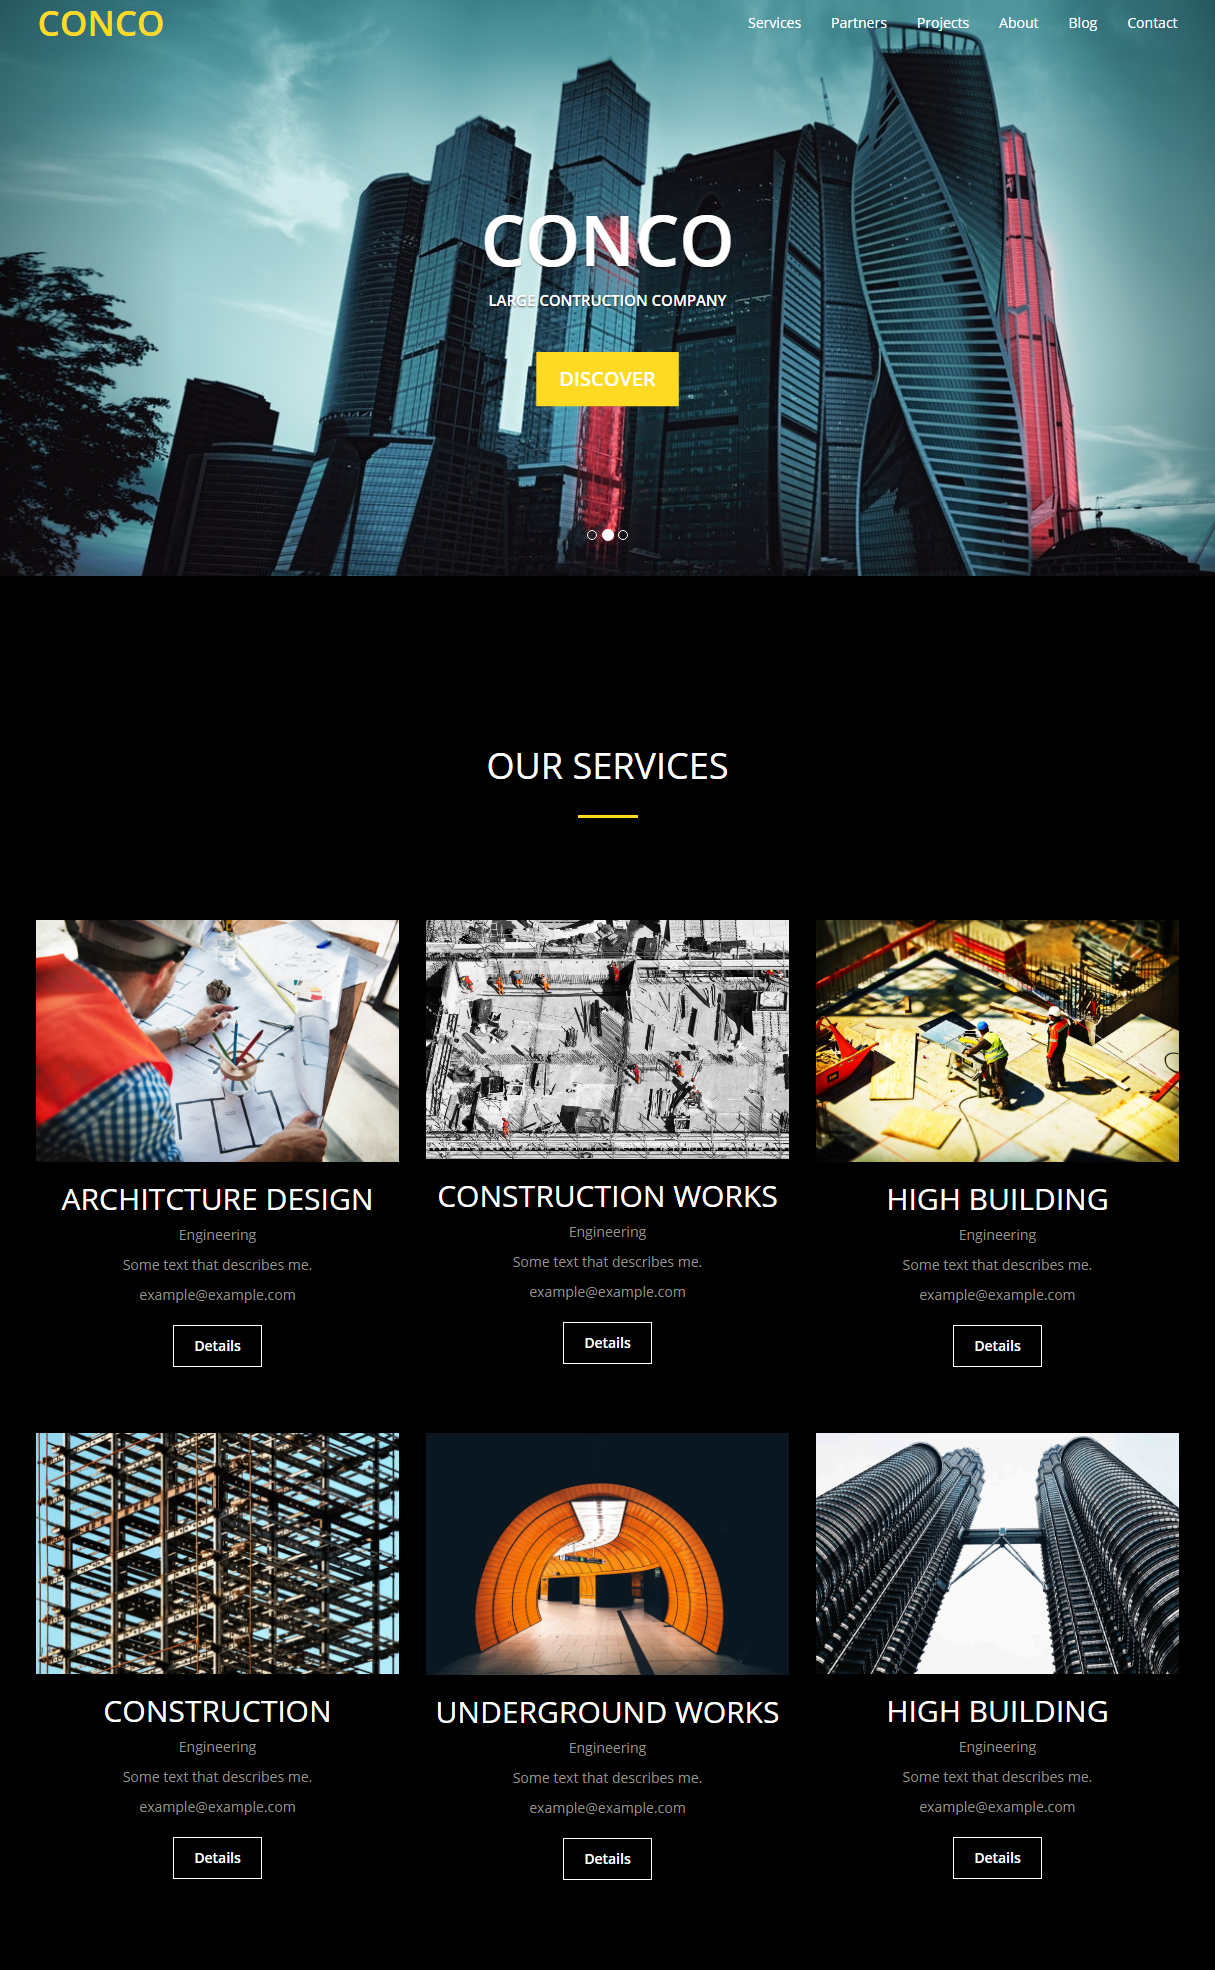 CONCO
Services Partners Projects About Blog Contact
CONCO
LARGE CONTRUCTION COMPANY
DISCOVER
OUR SERVICES
ARCHITCTURE DESIGN
Engineering
Some text that describes me.
example@example.com
Details
CONSTRUCTION WORKS
Engineering
Some text that describes me.
example@example.com
Details
HIGH BUILDING
Engineering
Some text that describes me.
example@example.com
Details
CONSTRUCTION
Engineering
Some text that describes me.
example@example.com
Details
UNDERGROUND WORKS
Engineering
Some text that describes me.
example@example.com
Details
HIGH BUILDING
Engineering
Some text that describes me.
example@example.com
Details